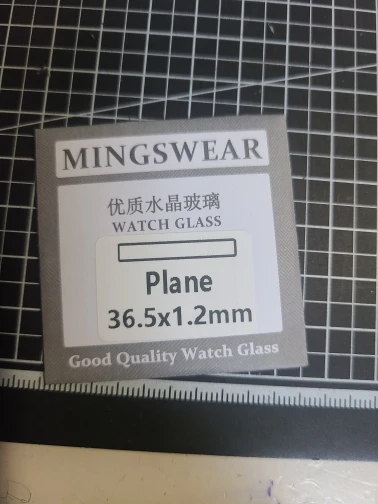 MINGSWEAR
优质水晶玻璃
WATCH GLASS
Plane
36.5x1.2mm
Good Quality Watch Glass